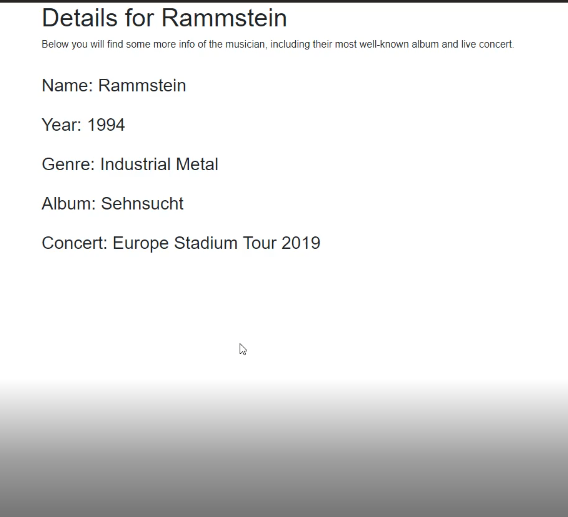 Details for Rammstein
Below you will find some more info of the musician, including their most well-known album and live concert.
Name: Rammstein
Year: 1994
Genre: Industrial Metal
Album: Sehnsucht
Concert: Europe Stadium Tour 2019